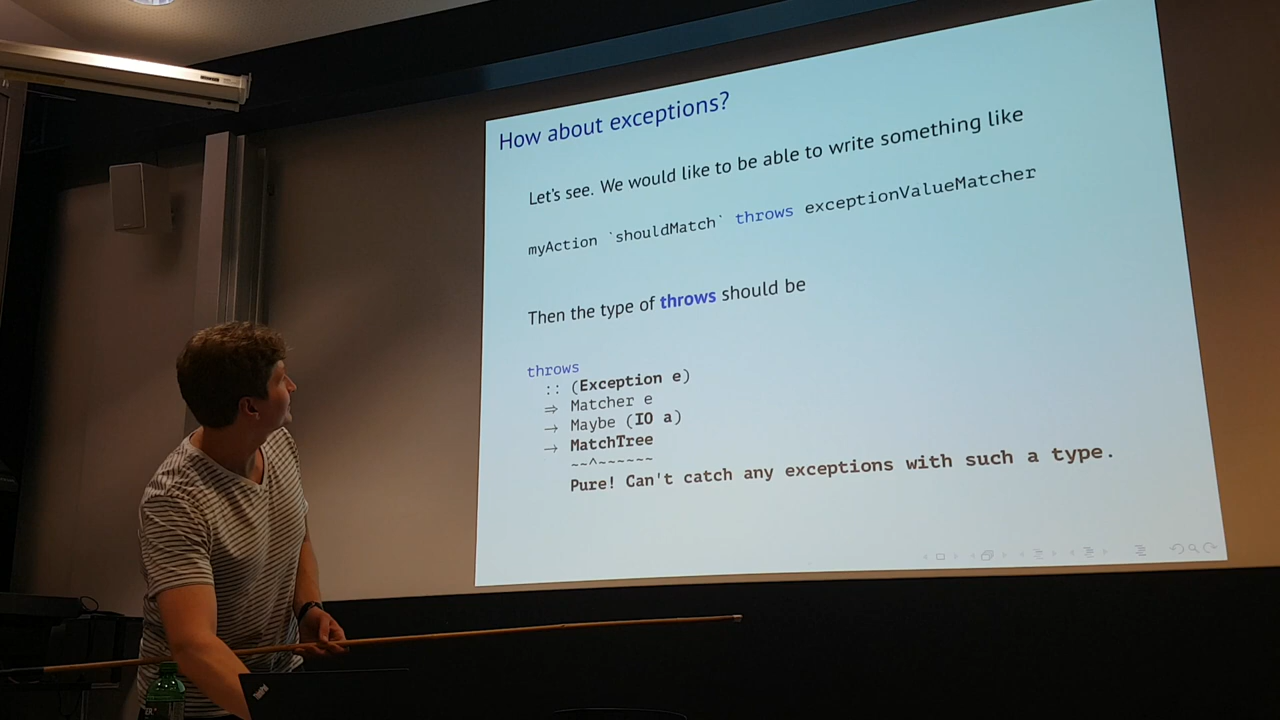 How about exceptions?
Let's see. We would like to be able to write something like
myAction `shouldMatch` throws exceptionValueMatcher
Then the type of throws should be
throws
:: (Exception e)
⇒ Matcher e
→ Maybe (IO a)
→ MatchTree
~~^~~~~~~
Pure! Can't catch any exceptions with such a type.
ThinkPad